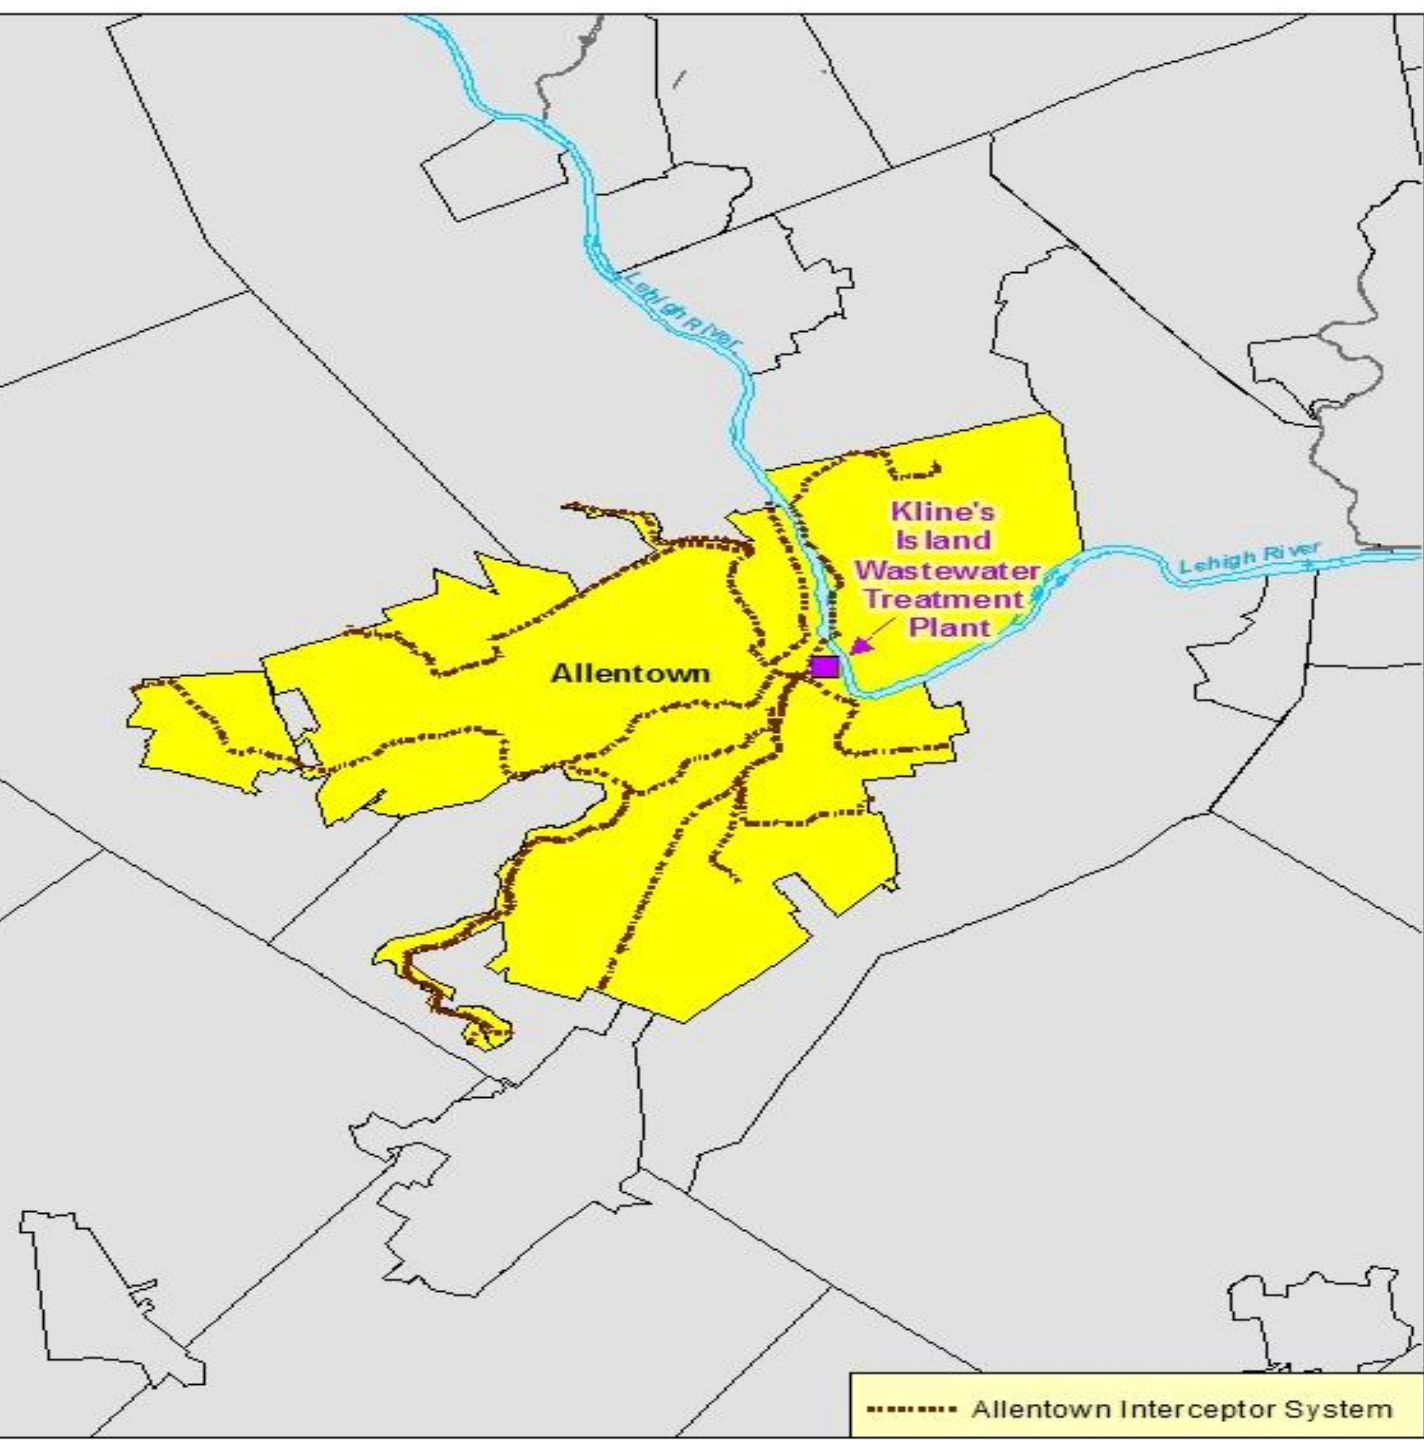 Lehigh River
Kline's
Island
Wastewater
Treatment
Plant
Lehigh River
Allentown
Allentown Interceptor System